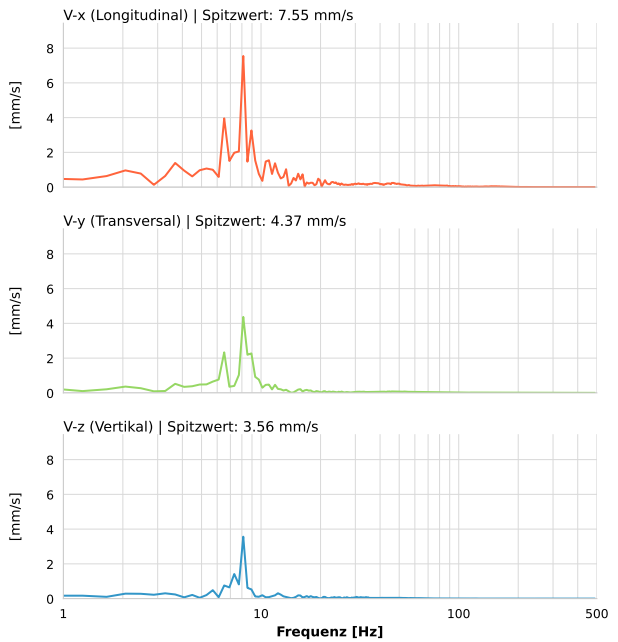 V-x (Longitudinal) | Spitzwert: 7.55 mm/s
8
6
4
2
0
[mm/s]
V-y (Transversal) | Spitzwert: 4.37 mm/s
8
6
4
2
0
[mm/s]
V-z (Vertikal) | Spitzwert: 3.56 mm/s
8
6
4
2
0
[mm/s]
1 10 100 500
Frequenz [Hz]